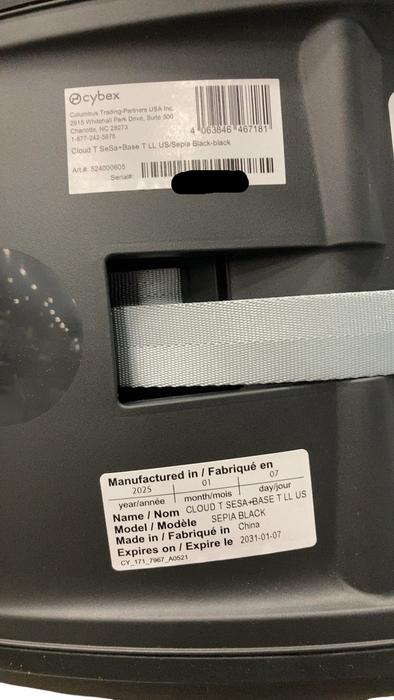 cybex
Columbus Trading-Partners USA Inc.
2915 Whitehall Park Drive, Suite 500
Charlotte, NC 28273
1-877-242-5676
4 063846 467181
Cloud T SeSa+Base T LL US/Sepia Black-black
Art.#: 524000605
Serial#:
Manufactured in / Fabriqué en
2025 01 07
year/année month/mois day/jour
Name / Nom CLOUD T SESA+BASE T LL US
Model / Modèle SEPIA BLACK
Made in / Fabriqué in China
Expires on / Expire le 2031-01-07
CY_171_7967_A0521